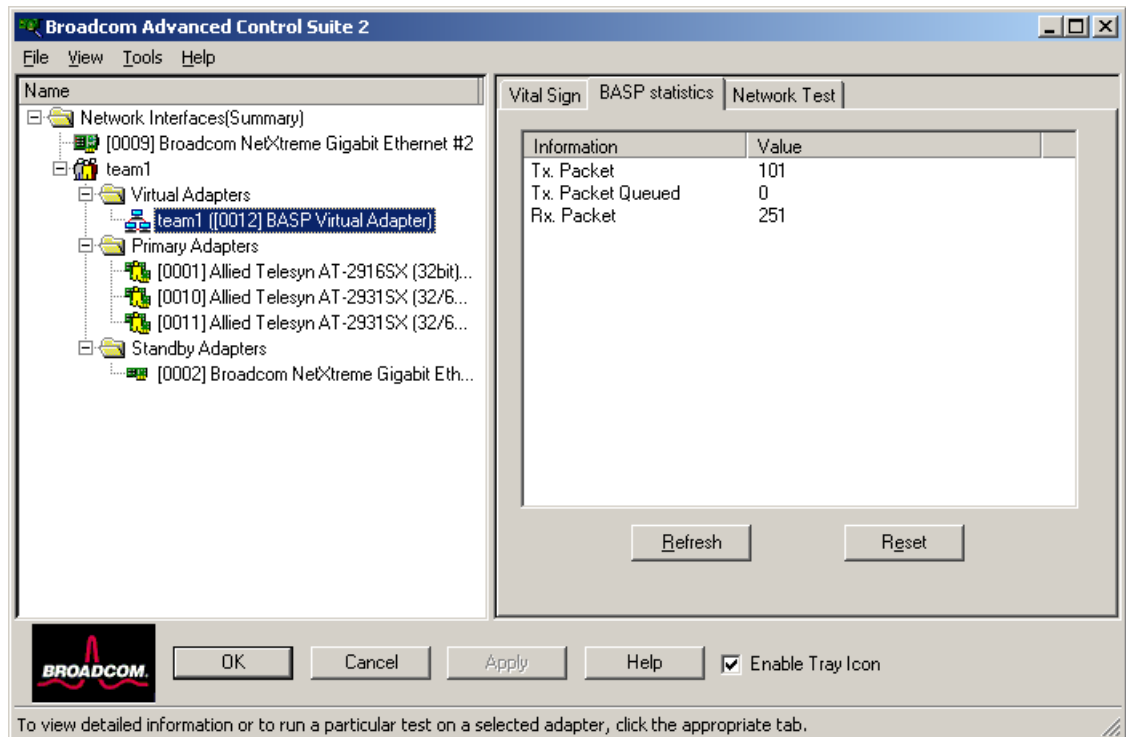 Broadcom Advanced Control Suite 2
File View Tools Help
Name
Network Interfaces(Summary)
[0009] Broadcom NetXtreme Gigabit Ethernet #2
team1
Virtual Adapters
team1 ([0012] BASP Virtual Adapter)
Primary Adapters
[0001] Allied Telesyn AT-2916SX (32bit)...
[0010] Allied Telesyn AT-2931SX (32/6...
[0011] Allied Telesyn AT-2931SX (32/6...
Standby Adapters
[0002] Broadcom NetXtreme Gigabit Eth...
Vital Sign BASP statistics Network Test
Information Value
Tx. Packet 101
Tx. Packet Queued 0
Rx. Packet 251
Refresh Reset
BROADCOM. OK Cancel Apply Help Enable Tray Icon
To view detailed information or to run a particular test on a selected adapter, click the appropriate tab.